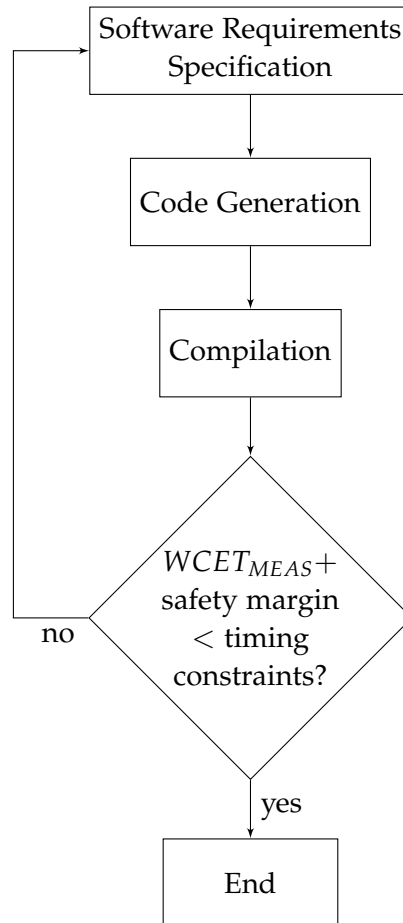 Software Requirements
Specification
Code Generation
Compilation
WCET_MEAS+
safety margin
< timing
constraints?
no
yes
End